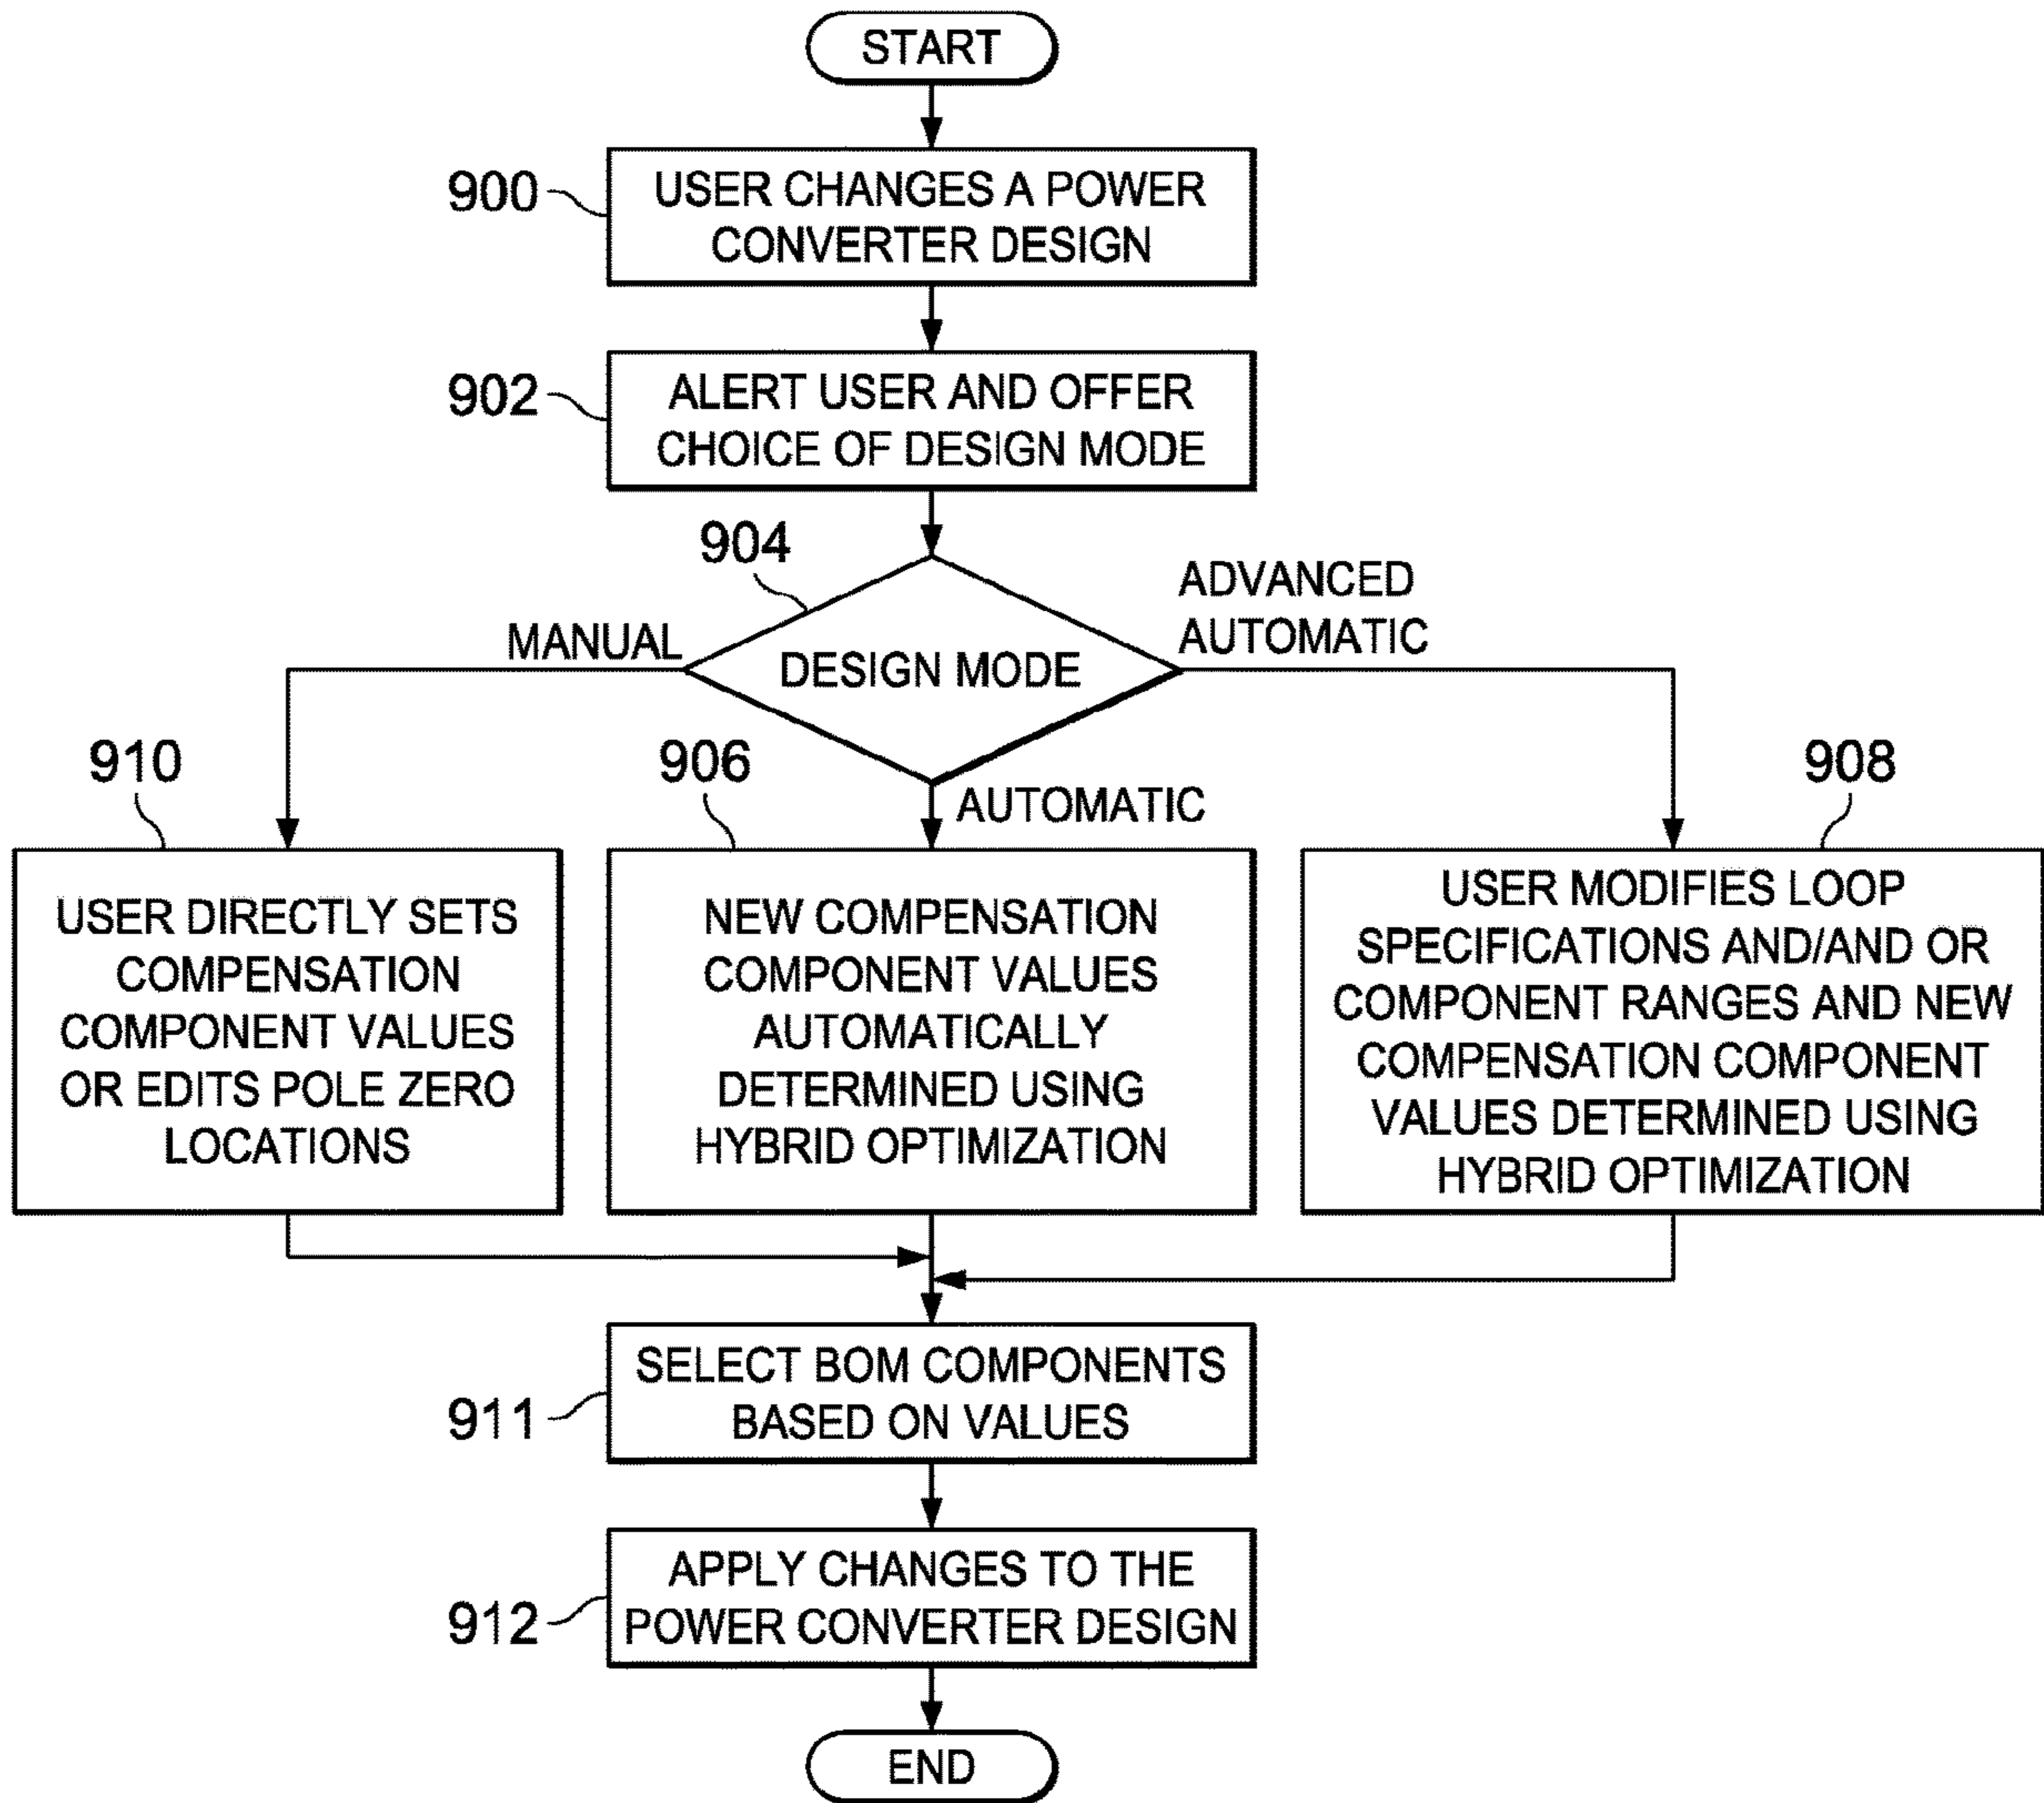 START
900
USER CHANGES A POWER
CONVERTER DESIGN
902
ALERT USER AND OFFER
CHOICE OF DESIGN MODE
904
MANUAL
DESIGN MODE
ADVANCED
AUTOMATIC
AUTOMATIC
910
USER DIRECTLY SETS
COMPENSATION
COMPONENT VALUES
OR EDITS POLE ZERO
LOCATIONS
906
NEW COMPENSATION
COMPONENT VALUES
AUTOMATICALLY
DETERMINED USING
HYBRID OPTIMIZATION
908
USER MODIFIES LOOP
SPECIFICATIONS AND/AND OR
COMPONENT RANGES AND NEW
COMPENSATION COMPONENT
VALUES DETERMINED USING
HYBRID OPTIMIZATION
911
SELECT BOM COMPONENTS
BASED ON VALUES
912
APPLY CHANGES TO THE
POWER CONVERTER DESIGN
END